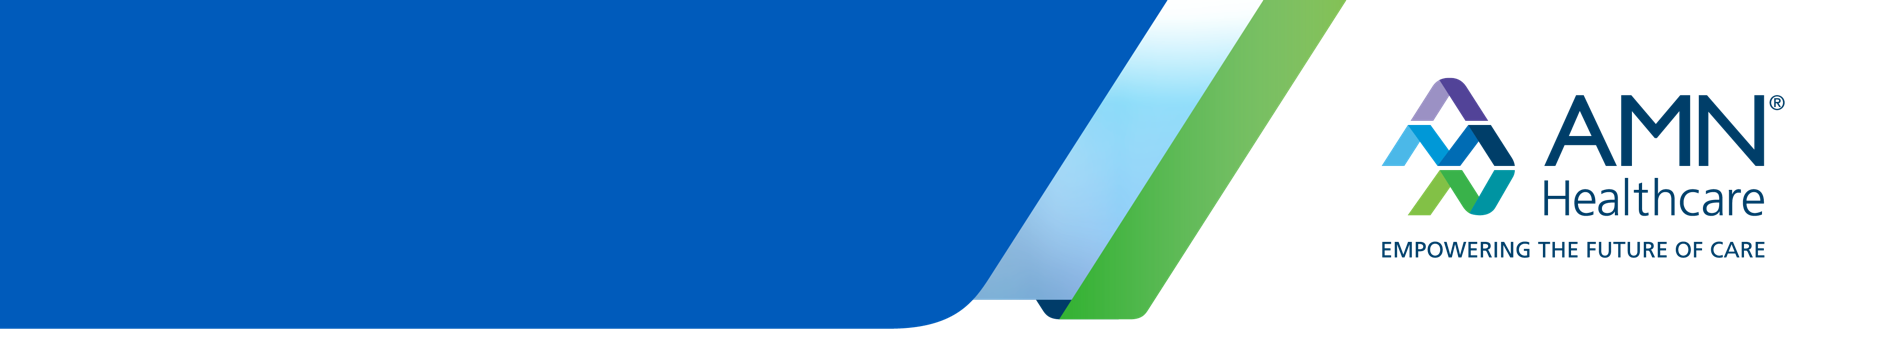 AMN®
Healthcare
EMPOWERING THE FUTURE OF CARE